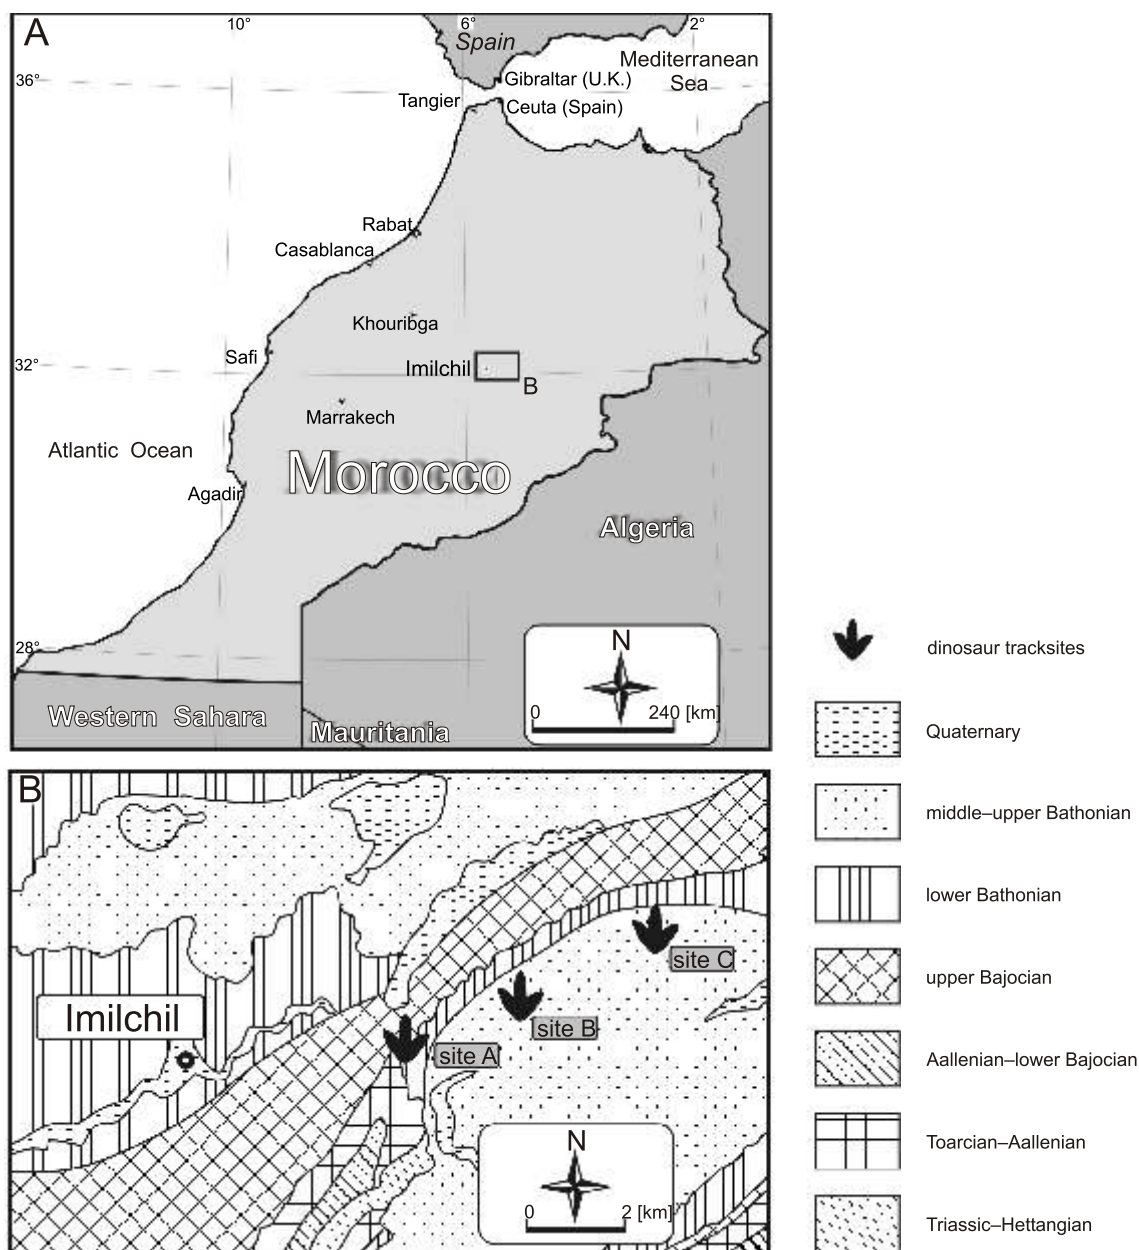 A
10°
6°
2°
Spain
Mediterranean
Sea
36°
Gibraltar (U.K.)
Tangier
Ceuta (Spain)
Rabat
Casablanca
Khouribga
Safi
32°
Imilchil
B
Marrakech
Atlantic Ocean
Morocco
Agadir
Algeria
28°
N
0 240 [km]
Western Sahara
Mauritania
B
site C
Imilchil
site B
site A
N
0 2 [km]
dinosaur tracksites
Quaternary
middle–upper Bathonian
lower Bathonian
upper Bajocian
Aallenian–lower Bajocian
Toarcian–Aallenian
Triassic–Hettangian